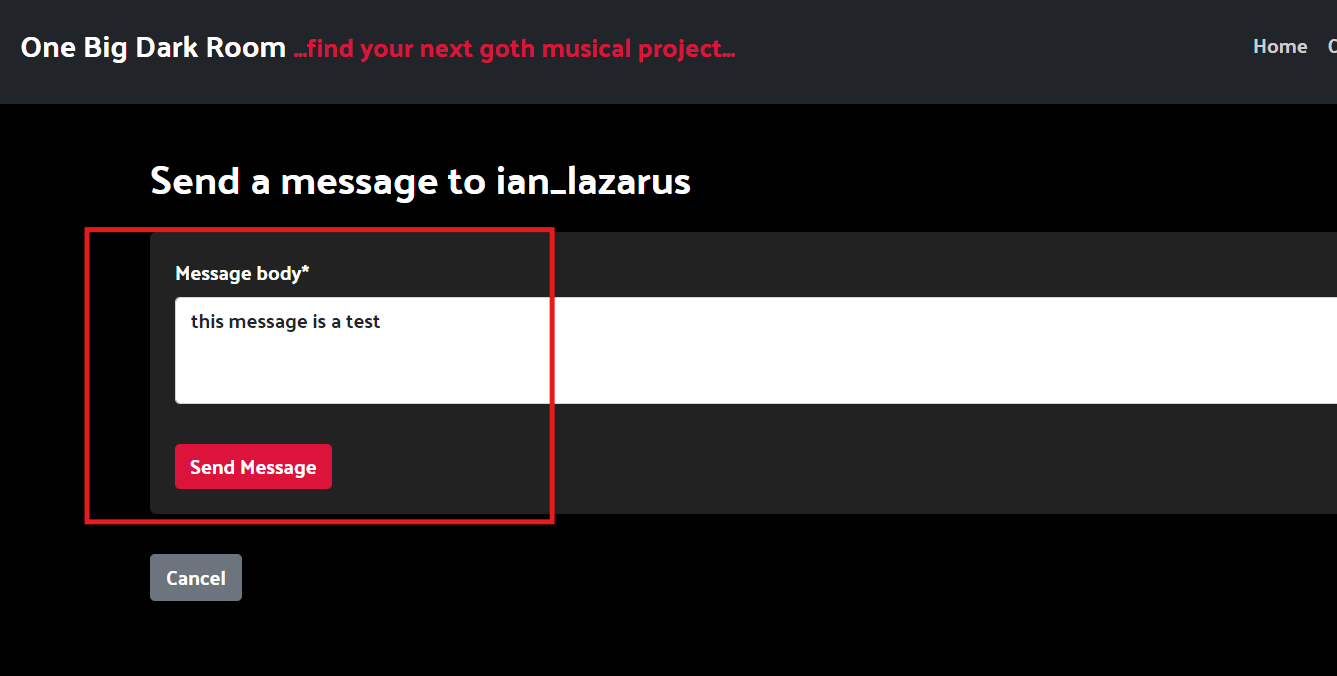 One Big Dark Room ...find your next goth musical project...
Home
Send a message to ian_lazarus
Message body*
this message is a test
Send Message
Cancel